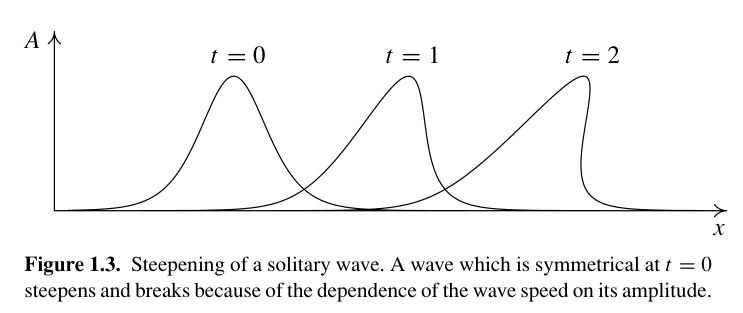 A
t = 0
t = 1
t = 2
x
Figure 1.3. Steepening of a solitary wave. A wave which is symmetrical at t = 0
steepens and breaks because of the dependence of the wave speed on its amplitude.